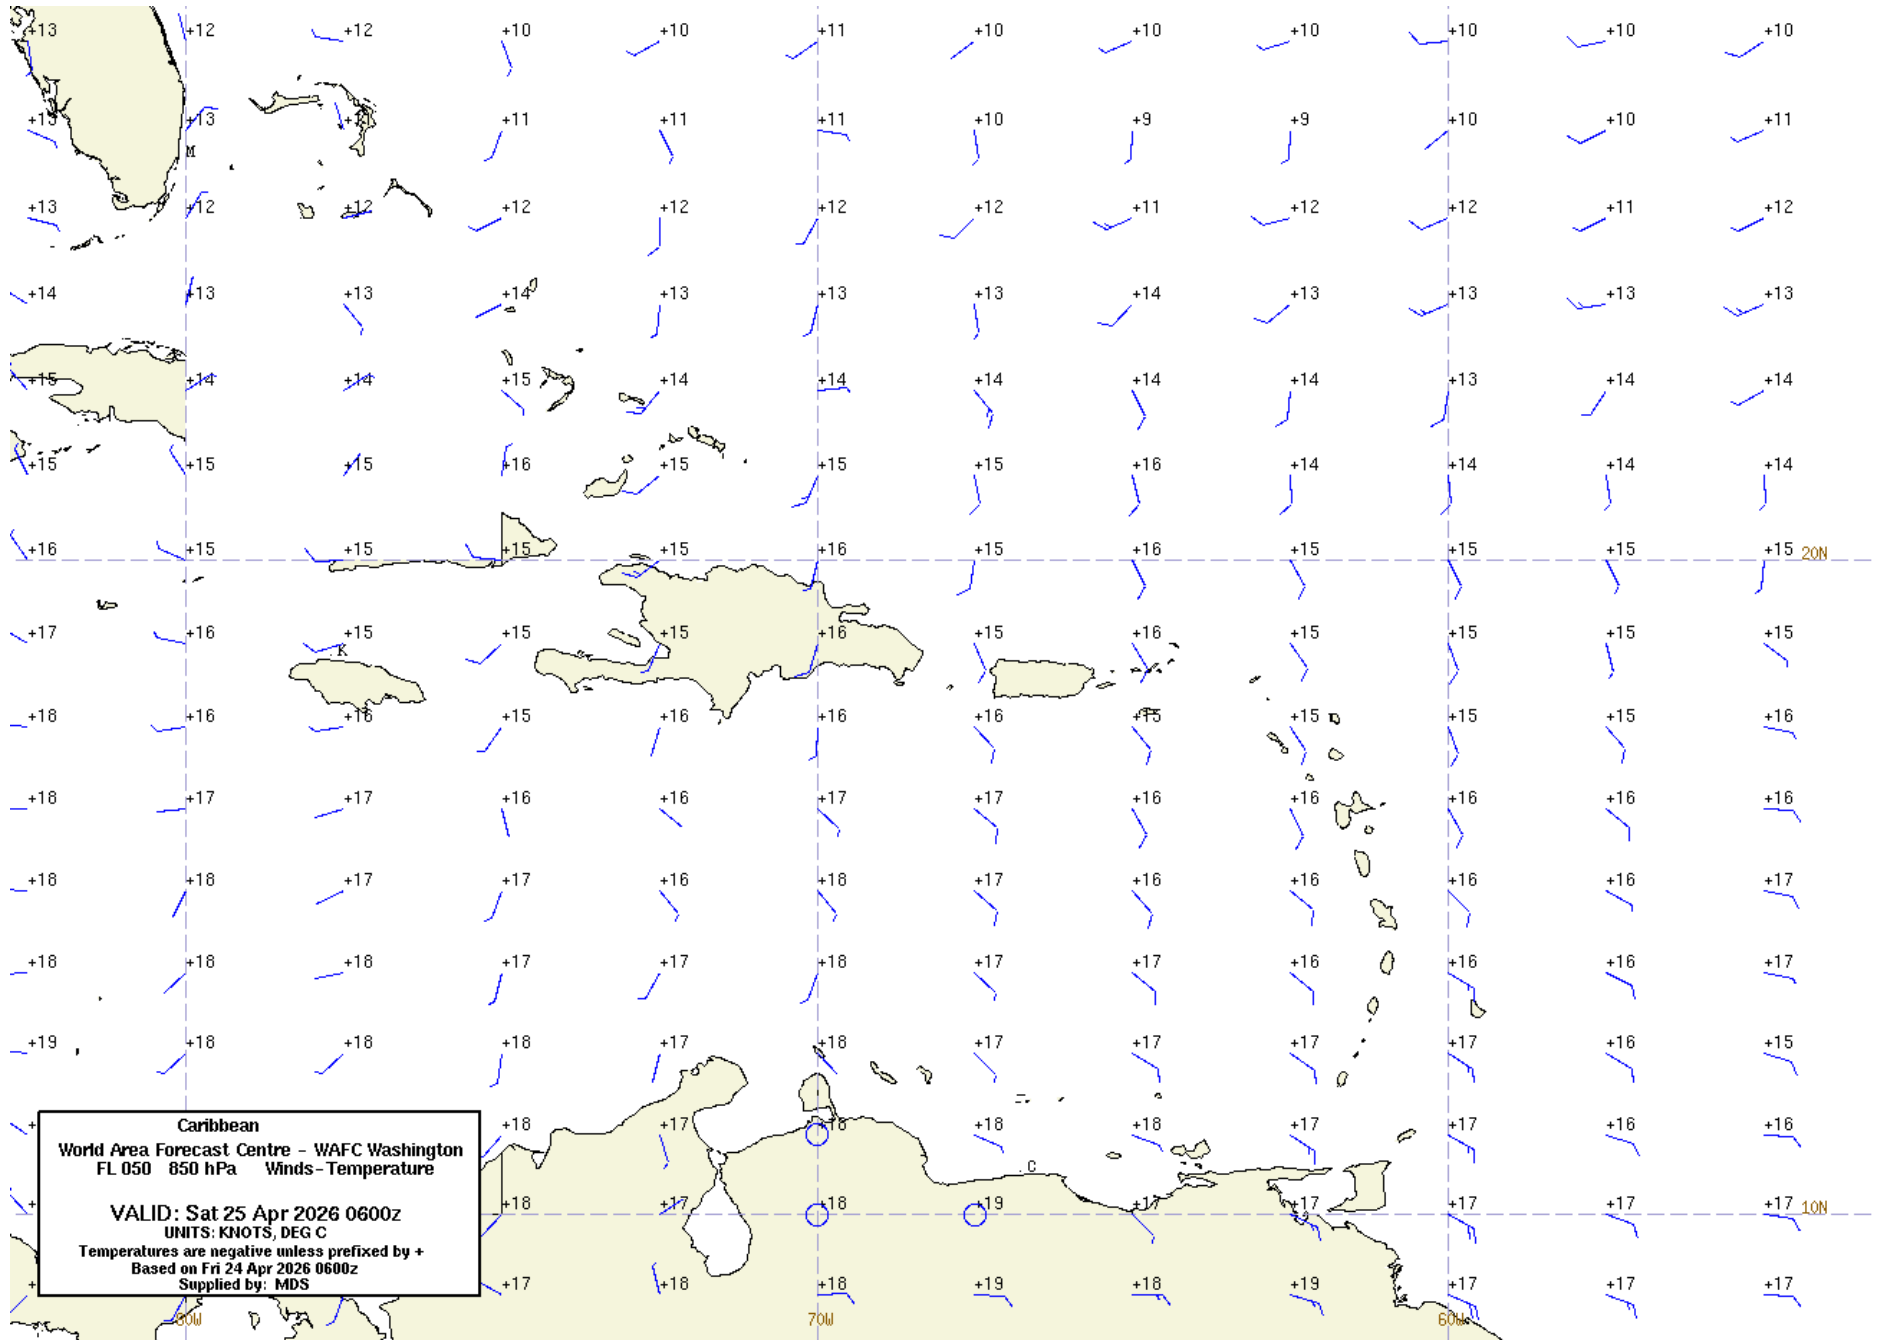 +13 +12 +12 +10 +10 +11 +10 +10 +10 +10 +10 +10
+13 +13 +11 +11 +11 +10 +9 +9 +10 +10 +11
M
+13 +12 +12 +12 +12 +12 +12 +11 +12 +12 +11 +12
+14 +13 +13 +14 +13 +13 +13 +14 +13 +13 +13 +13
+15 +14 +14 +15 +14 +14 +14 +14 +14 +13 +14 +14
+15 +15 +15 +16 +15 +15 +15 +16 +14 +14 +14 +14
+16 +15 +15 +15 +15 +16 +15 +16 +15 +15 +15 +15 20N
+17 +16 +15 +15 +15 +16 +15 +16 +15 +15 +15 +15
K
+18 +16 +16 +15 +16 +16 +16 +15 +15 +15 +15 +16
+18 +17 +17 +16 +16 +17 +17 +16 +16 +16 +16 +16
+18 +18 +17 +17 +16 +18 +17 +16 +16 +16 +16 +17
+18 +18 +18 +17 +17 +18 +17 +17 +16 +16 +16 +17
+19 +18 +18 +18 +17 +18 +17 +17 +17 +17 +16 +15
+18 +17 +18 +18 +18 +17 +17 +16 +17
C
+18 +17 +18 +19 +18 +17 +17 +17 +17 10N
+17 +18 +18 +19 +18 +19 +17 +17 +17
Caribbean
World Area Forecast Centre - WAFC Washington
FL 050 850 hPa Winds-Temperature
VALID: Sat 25 Apr 2026 0600z
UNITS: KNOTS, DEG C
Temperatures are negative unless prefixed by +
Based on Fri 24 Apr 2026 0600z
Supplied by: MDS
80W 70W 60W